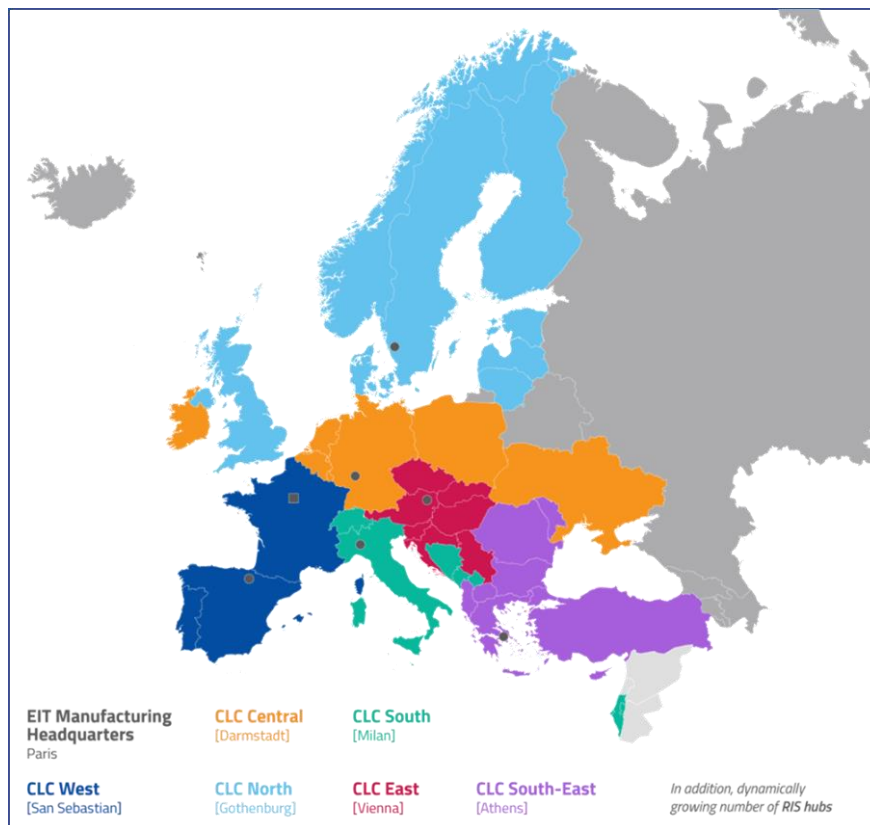 EIT Manufacturing
Headquarters
Paris
CLC Central
[Darmstadt]
CLC South
[Milan]
CLC West
[San Sebastian]
CLC North
[Gothenburg]
CLC East
[Vienna]
CLC South-East
[Athens]
In addition, dynamically
growing number of RIS hubs